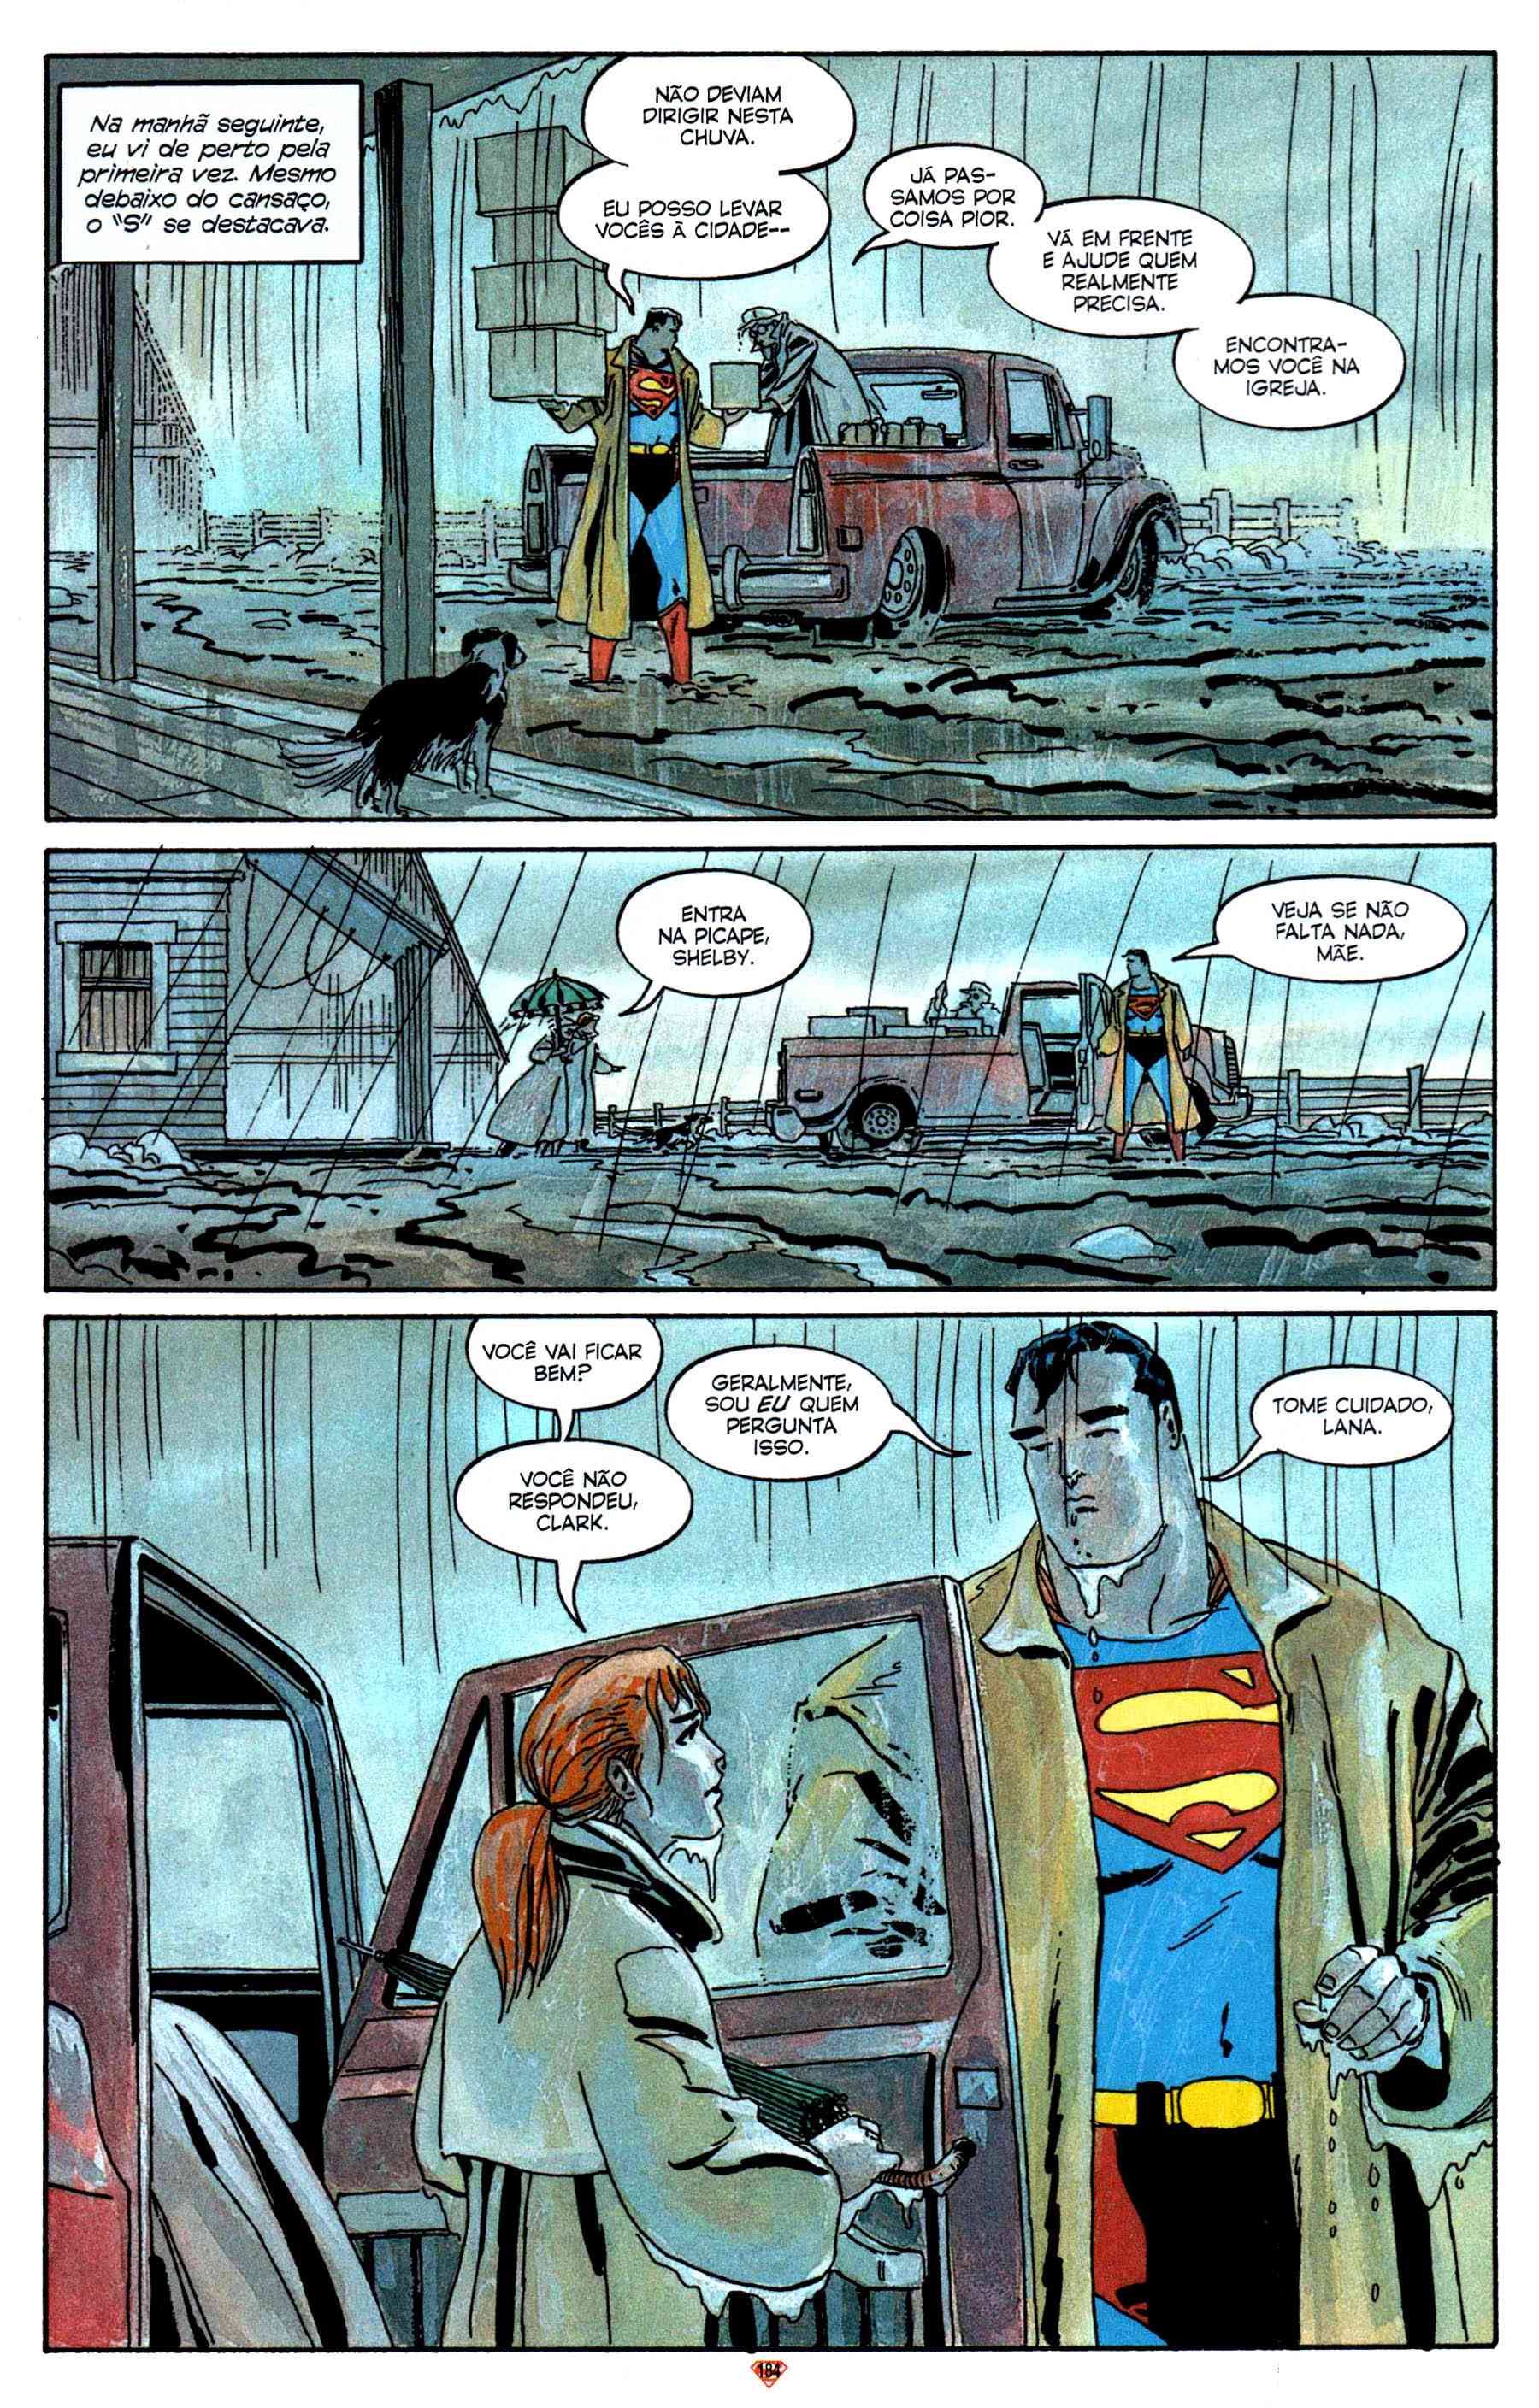 Na manhã seguinte,
eu vi de perto pela
primeira vez. Mesmo
debaixo do cansaço,
o "S" se destacava.
NÃO DEVIAM
DIRIGIR NESTA
CHUVA.
EU POSSO LEVAR
VOCÊS À CIDADE--
JÁ PAS-
SAMOS POR
COISA PIOR.
VÁ EM FRENTE
E AJUDE QUEM
REALMENTE
PRECISA.
ENCONTRA-
MOS VOCÊ NA
IGREJA.
ENTRA
NA PICAPE,
SHELBY.
VEJA SE NÃO
FALTA NADA,
MÃE.
VOCÊ VAI FICAR
BEM?
GERALMENTE,
SOU EU QUEM
PERGUNTA
ISSO.
VOCÊ NÃO
RESPONDEU,
CLARK.
TOME CUIDADO,
LANA.
184